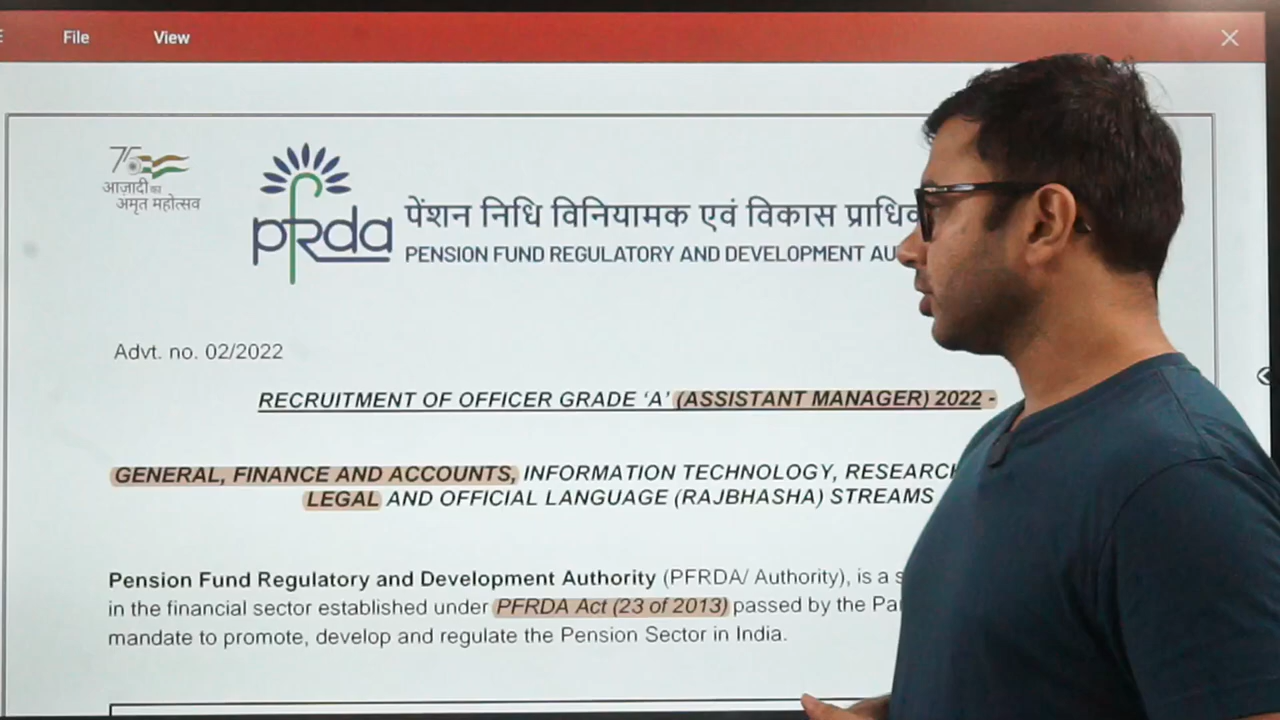 File View
75
आज़ादी का
अमृत महोत्सव
pfrda
पेंशन निधि विनियामक एवं विकास
PENSION FUND REGULATORY AND DEVELOPMENT
Advt. no. 02/2022
RECRUITMENT OF OFFICER GRADE ‘A’ (ASSISTANT MANAGER) 2022 -
GENERAL, FINANCE AND ACCOUNTS, INFORMATION TECHNOLOGY,
LEGAL AND OFFICIAL LANGUAGE (RAJBHASHA) STREAMS
Pension Fund Regulatory and Development Authority (PFRDA/ Authority), is a
in the financial sector established under PFRDA Act (23 of 2013) passed by the
mandate to promote, develop and regulate the Pension Sector in India.